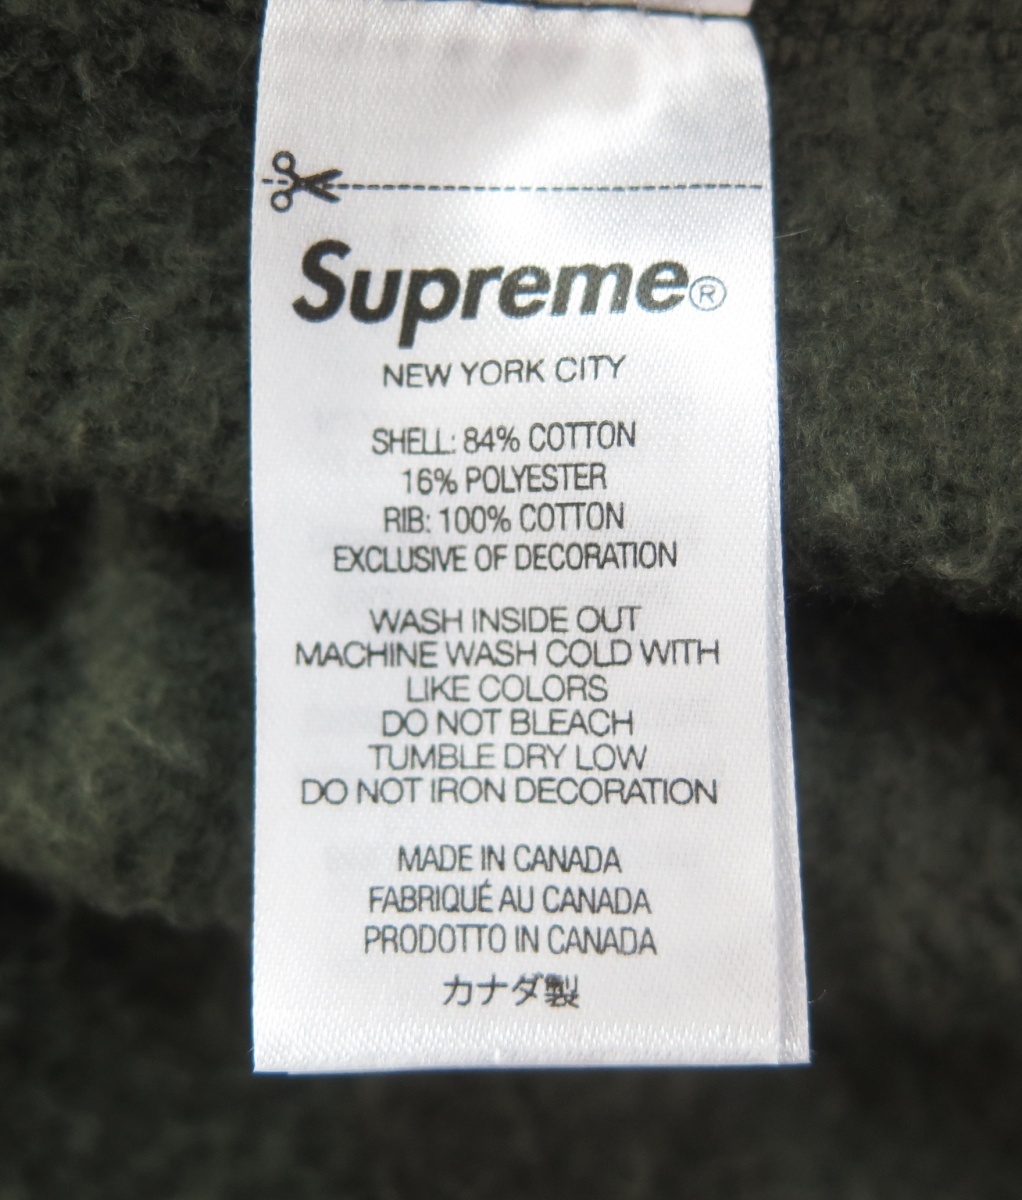 Supreme®
NEW YORK CITY
SHELL: 84% COTTON
16% POLYESTER
RIB: 100% COTTON
EXCLUSIVE OF DECORATION
WASH INSIDE OUT
MACHINE WASH COLD WITH
LIKE COLORS
DO NOT BLEACH
TUMBLE DRY LOW
DO NOT IRON DECORATION
MADE IN CANADA
FABRIQUÉ AU CANADA
PRODOTTO IN CANADA
カナダ製